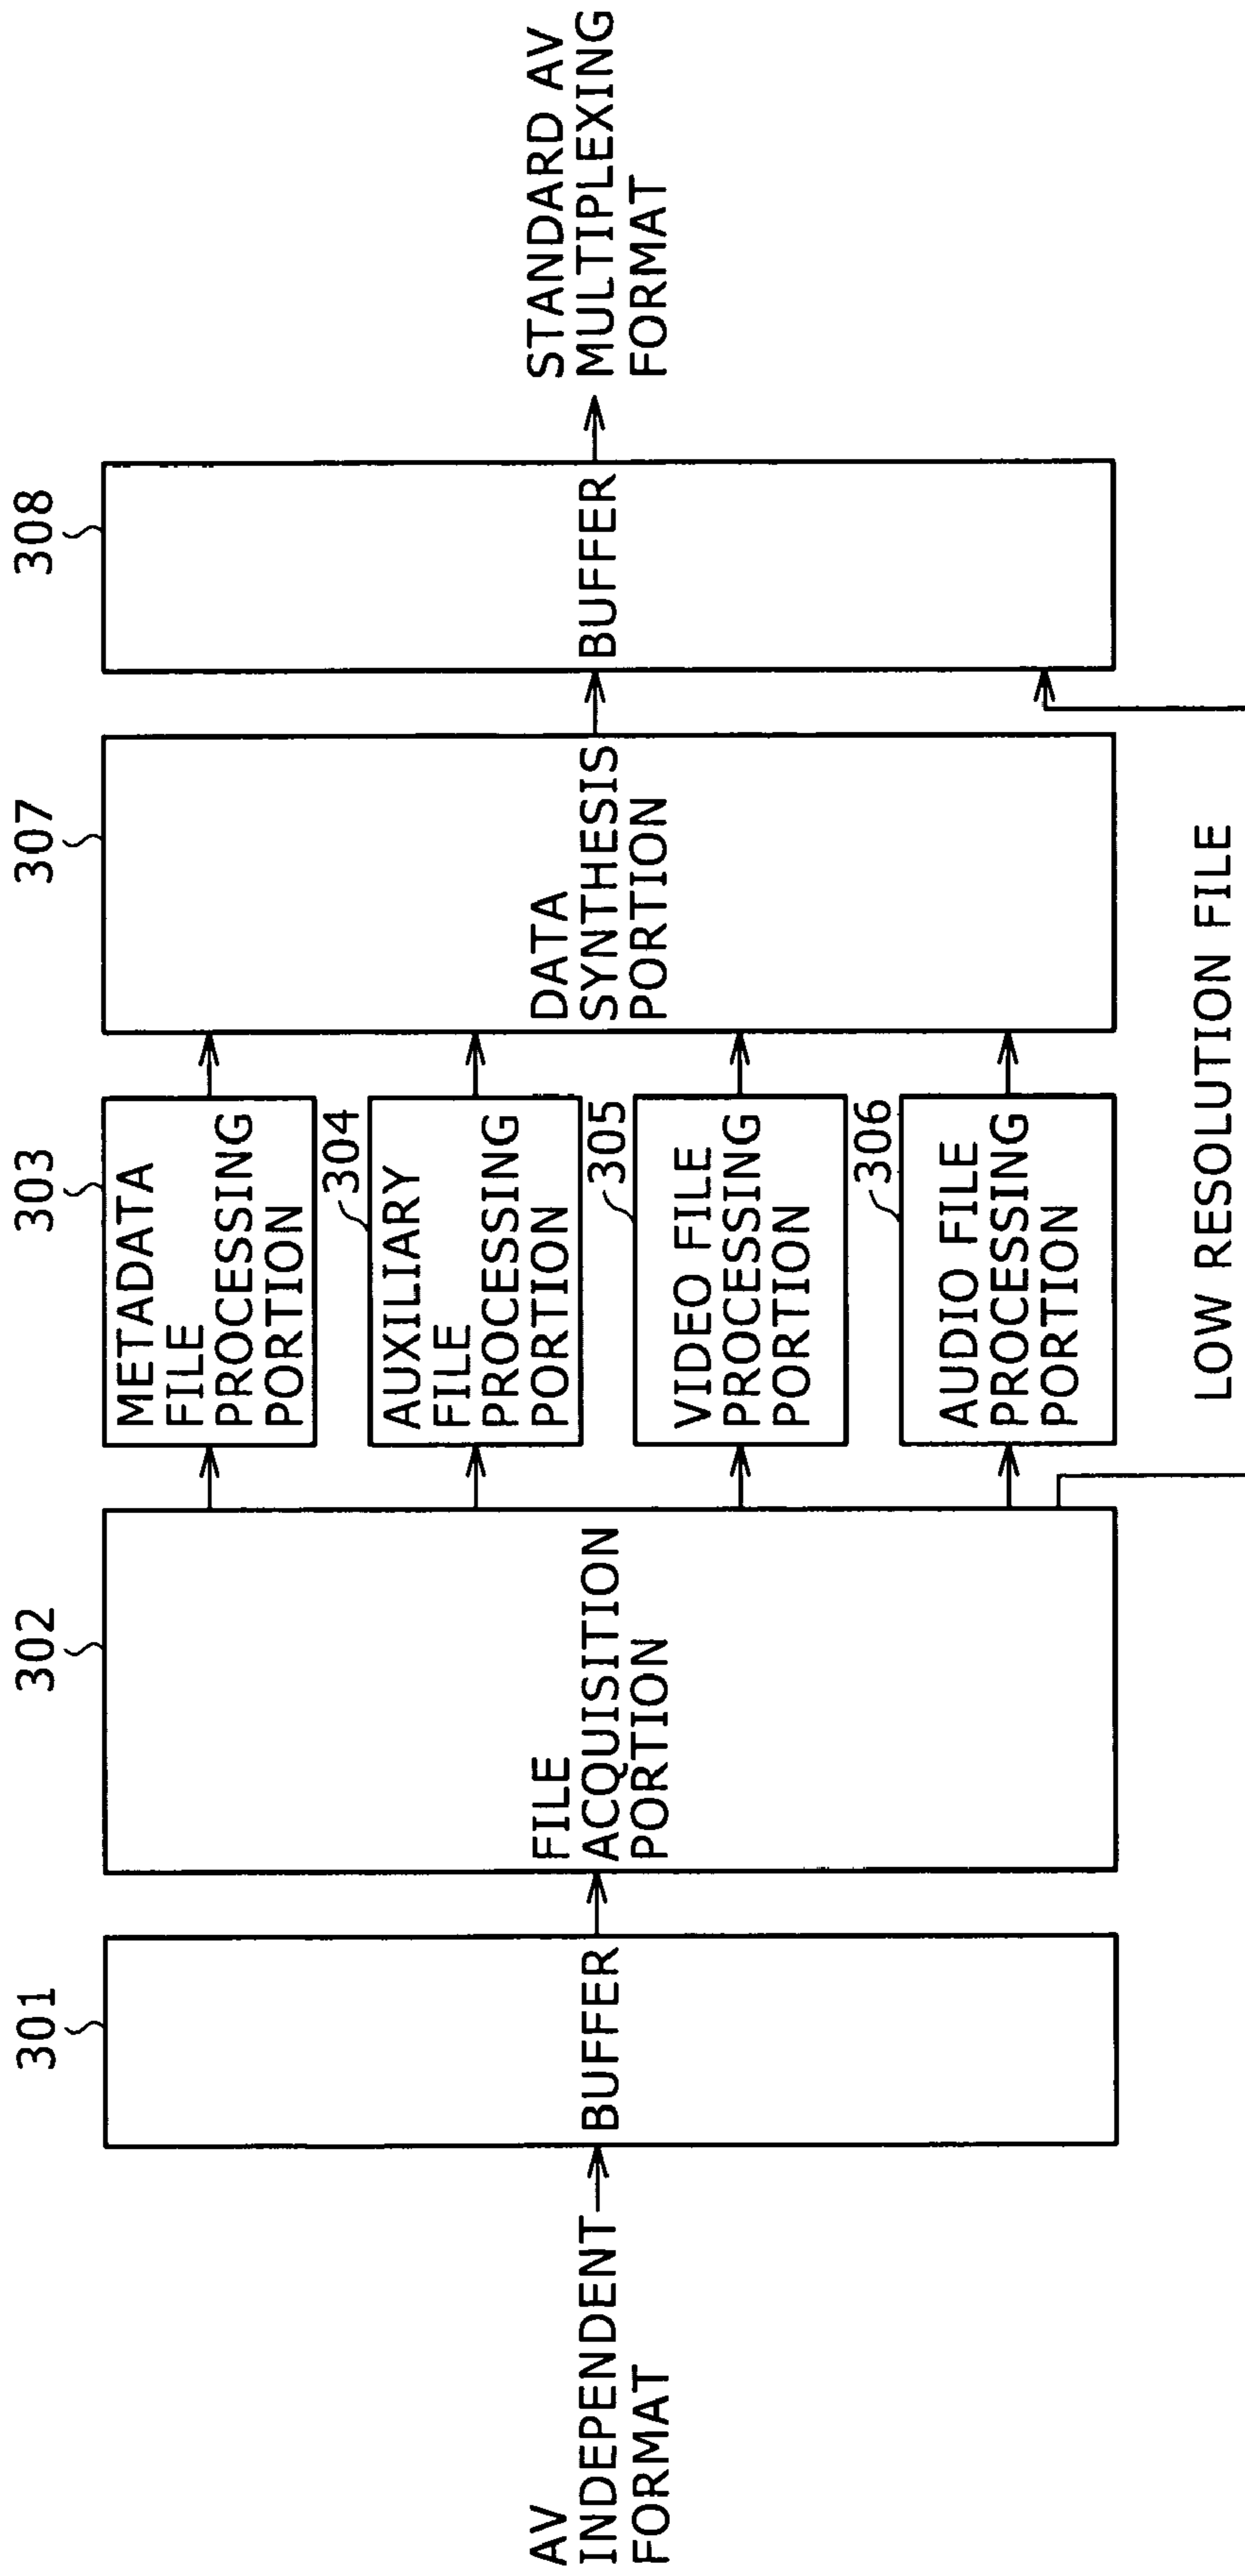 AV
INDEPENDENT
FORMAT
301
BUFFER
302
FILE
ACQUISITION
PORTION
303
METADATA
FILE
PROCESSING
PORTION
304
AUXILIARY
FILE
PROCESSING
PORTION
305
VIDEO FILE
PROCESSING
PORTION
306
AUDIO FILE
PROCESSING
PORTION
LOW RESOLUTION FILE
307
DATA
SYNTHESIS
PORTION
308
BUFFER
STANDARD AV
MULTIPLEXING
FORMAT